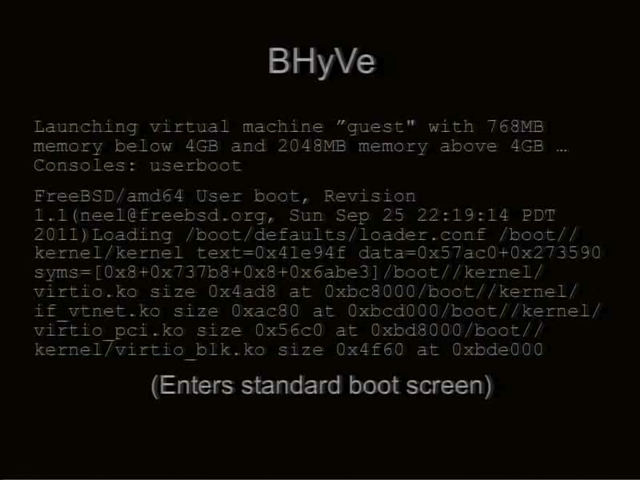 BHyVe
Launching virtual machine ”guest" with 768MB
memory below 4GB and 2048MB memory above 4GB …
Consoles: userboot
FreeBSD/amd64 User boot, Revision
1.1(neel@freebsd.org, Sun Sep 25 22:19:14 PDT
2011)Loading /boot/defaults/loader.conf /boot//
kernel/kernel text=0x41e94f data=0x57ac0+0x273590
syms=[0x8+0x737b8+0x8+0x6abe3]/boot//kernel/
virtio.ko size 0x4ad8 at 0xbc8000/boot//kernel/
if_vtnet.ko size 0xac80 at 0xbcd000/boot//kernel/
virtio_pci.ko size 0x56c0 at 0xbd8000/boot//
kernel/virtio_blk.ko size 0x4f60 at 0xbde000
(Enters standard boot screen)